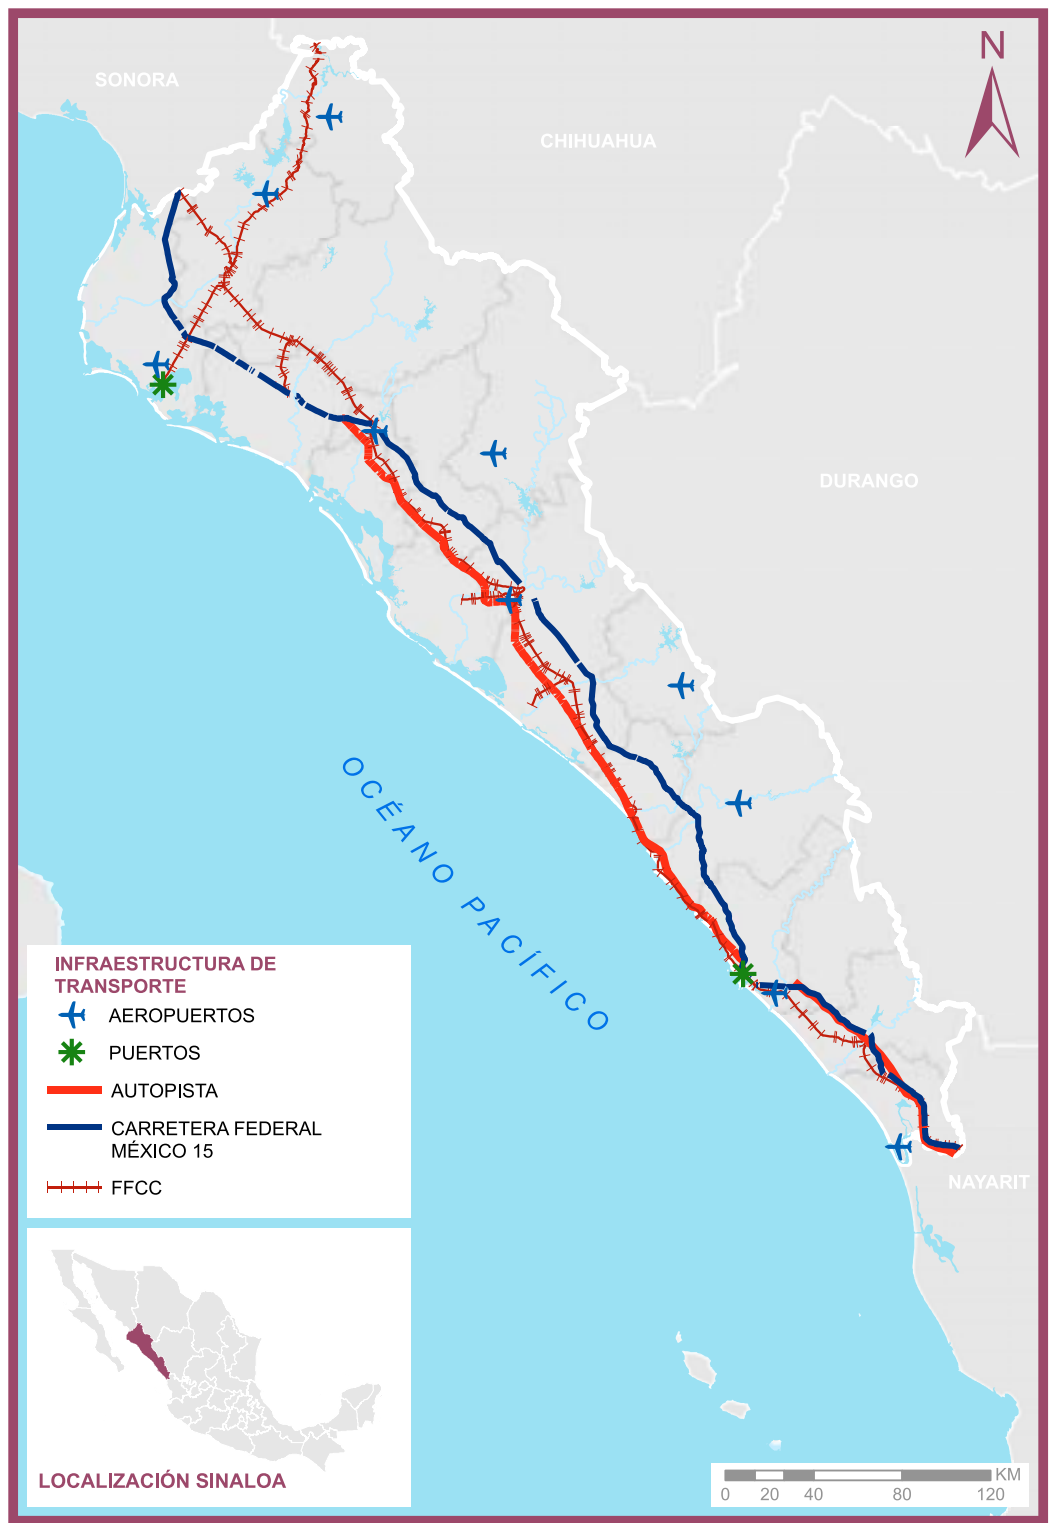 N
SONORA
CHIHUAHUA
DURANGO
OCÉANO PACÍFICO
NAYARIT
INFRAESTRUCTURA DE
TRANSPORTE
AEROPUERTOS
PUERTOS
AUTOPISTA
CARRETERA FEDERAL
MÉXICO 15
FFCC
LOCALIZACIÓN SINALOA
KM
0 20 40 80 120